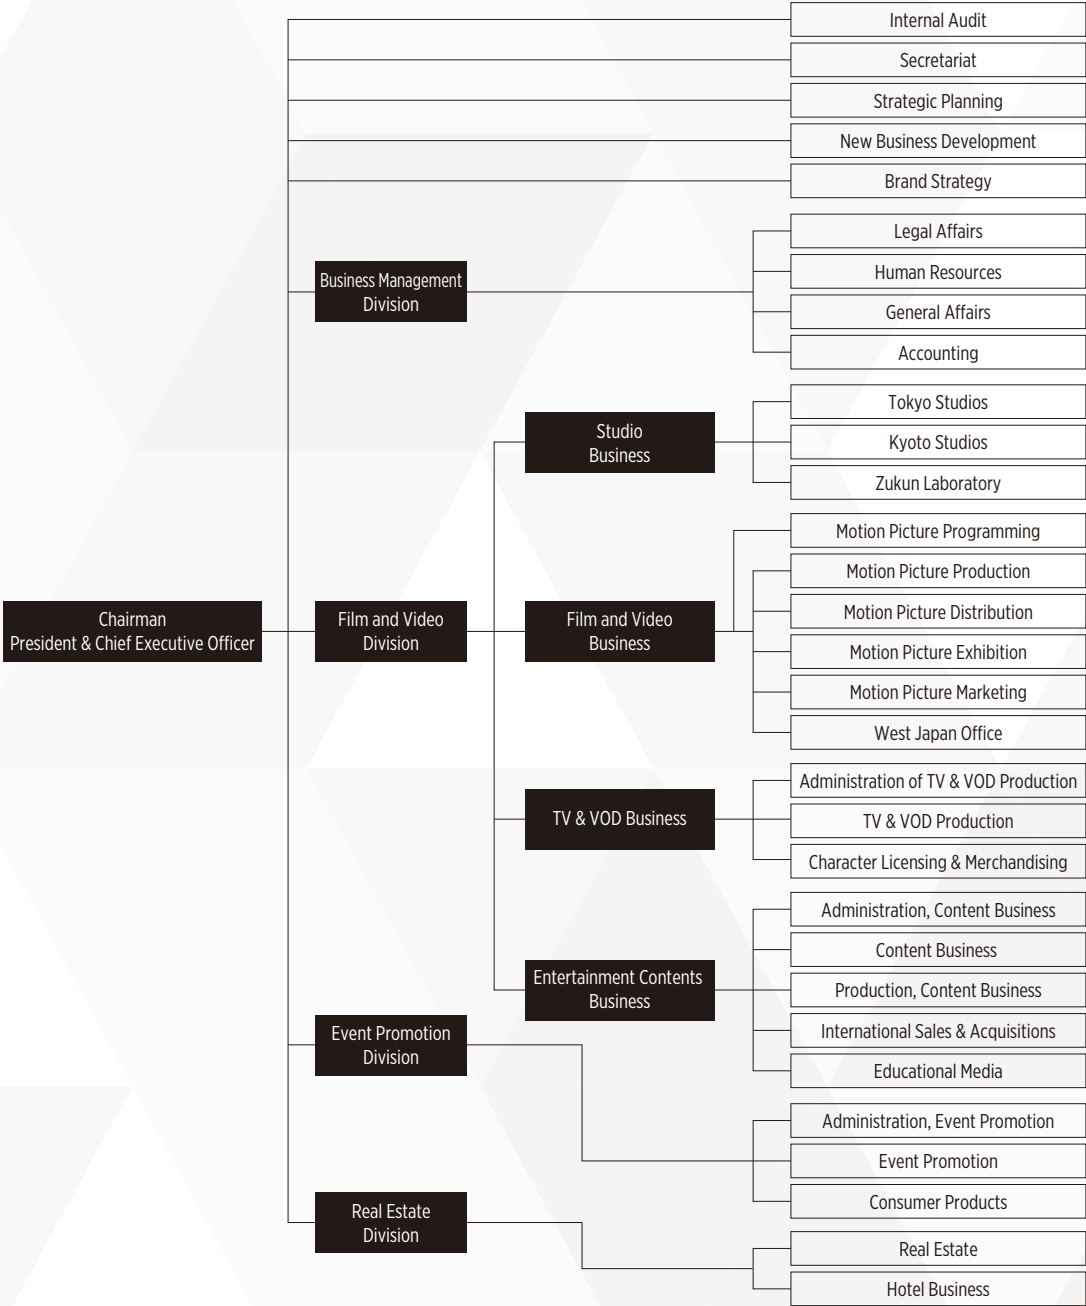 Internal Audit
Secretariat
Strategic Planning
New Business Development
Brand Strategy
Business Management
Division
Legal Affairs
Human Resources
General Affairs
Accounting
Chairman
President & Chief Executive Officer
Film and Video
Division
Studio
Business
Tokyo Studios
Kyoto Studios
Zukun Laboratory
Film and Video
Business
Motion Picture Programming
Motion Picture Production
Motion Picture Distribution
Motion Picture Exhibition
Motion Picture Marketing
West Japan Office
TV & VOD Business
Administration of TV & VOD Production
TV & VOD Production
Character Licensing & Merchandising
Entertainment Contents
Business
Administration, Content Business
Content Business
Production, Content Business
International Sales & Acquisitions
Educational Media
Event Promotion
Division
Administration, Event Promotion
Event Promotion
Consumer Products
Real Estate
Division
Real Estate
Hotel Business